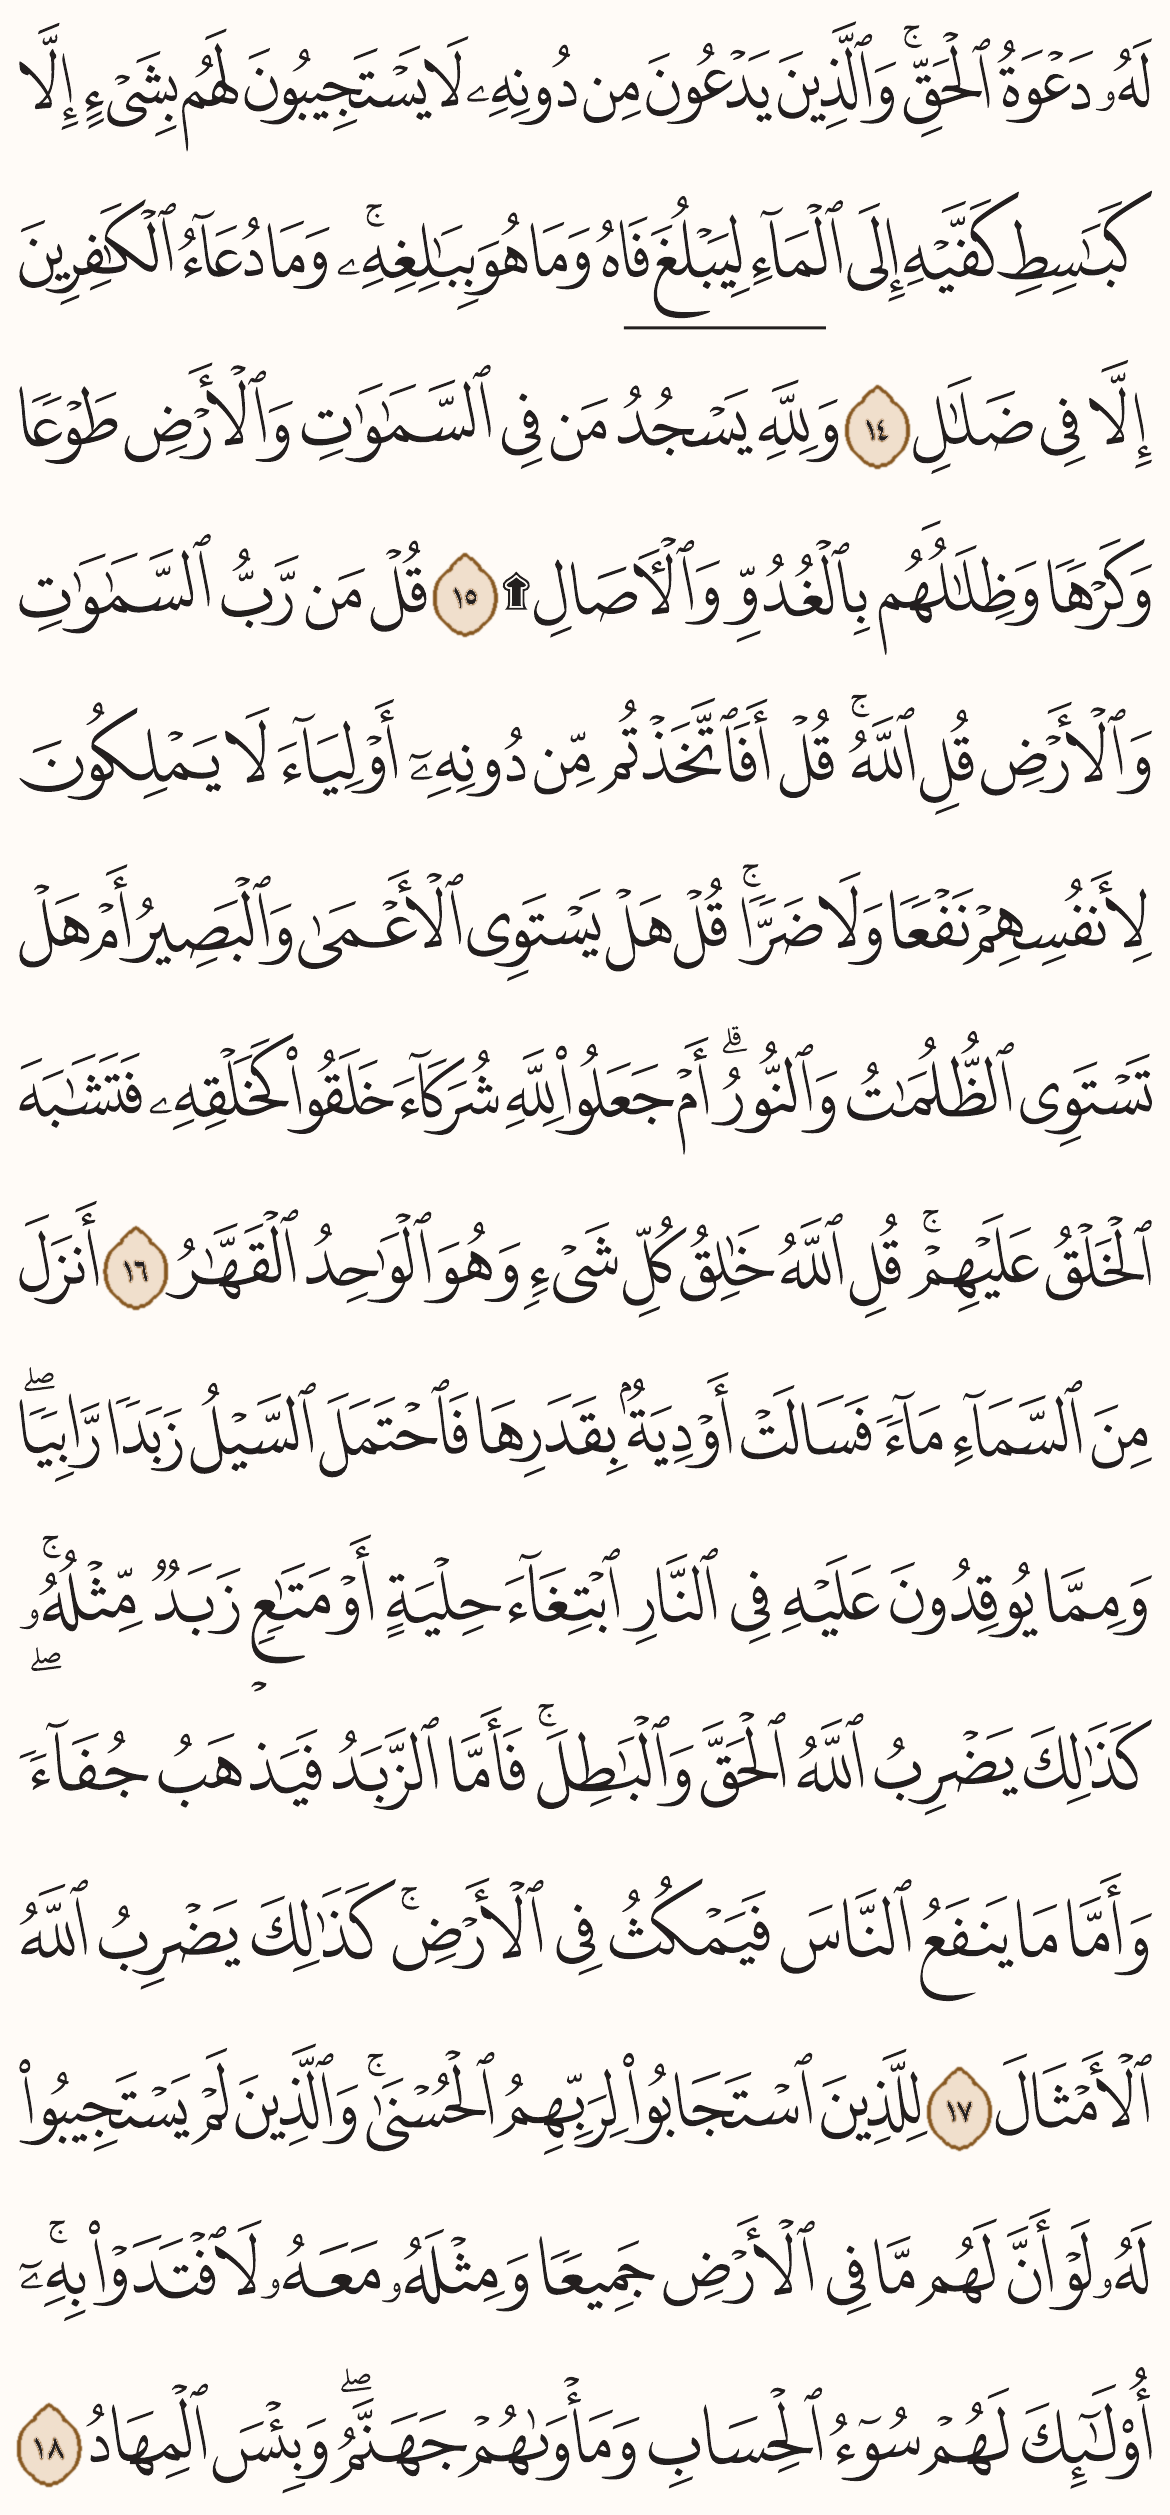 لَهُۥ دَعْوَةُ ٱلْحَقِّ ۚ وَٱلَّذِينَ يَدْعُونَ مِن دُونِهِۦ لَا يَسْتَجِيبُونَ لَهُم بِشَىْءٍ إِلَّا
كَبَـٰسِطِ كَفَّيْهِ إِلَى ٱلْمَآءِ لِيَبْلُغَ فَاهُ وَمَا هُوَ بِبَـٰلِغِهِۦ ۚ وَمَا دُعَآءُ ٱلْكَـٰفِرِينَ
إِلَّا فِى ضَلَـٰلٍ ١٤ وَلِلَّهِ يَسْجُدُ مَن فِى ٱلسَّمَـٰوَٰتِ وَٱلْأَرْضِ طَوْعًا
وَكَرْهًا وَظِلَـٰلُهُم بِٱلْغُدُوِّ وَٱلْـَٔاصَالِ ۩ ١٥ قُلْ مَن رَّبُّ ٱلسَّمَـٰوَٰتِ
وَٱلْأَرْضِ قُلِ ٱللَّهُ ۚ قُلْ أَفَٱتَّخَذْتُم مِّن دُونِهِۦٓ أَوْلِيَآءَ لَا يَمْلِكُونَ
لِأَنفُسِهِمْ نَفْعًا وَلَا ضَرًّا ۚ قُلْ هَلْ يَسْتَوِى ٱلْأَعْمَىٰ وَٱلْبَصِيرُ أَمْ هَلْ
تَسْتَوِى ٱلظُّلُمَـٰتُ وَٱلنُّورُ ۗ أَمْ جَعَلُوا۟ لِلَّهِ شُرَكَآءَ خَلَقُوا۟ كَخَلْقِهِۦ فَتَشَـٰبَهَ
ٱلْخَلْقُ عَلَيْهِمْ ۚ قُلِ ٱللَّهُ خَـٰلِقُ كُلِّ شَىْءٍ وَهُوَ ٱلْوَٰحِدُ ٱلْقَهَّـٰرُ ١٦ أَنزَلَ
مِنَ ٱلسَّمَآءِ مَآءً فَسَالَتْ أَوْدِيَةٌۢ بِقَدَرِهَا فَٱحْتَمَلَ ٱلسَّيْلُ زَبَدًا رَّابِيًا ۖ
وَمِمَّا يُوقِدُونَ عَلَيْهِ فِى ٱلنَّارِ ٱبْتِغَآءَ حِلْيَةٍ أَوْ مَتَـٰعٍ زَبَدٌ مِّثْلُهُۥ ۚ
كَذَٰلِكَ يَضْرِبُ ٱللَّهُ ٱلْحَقَّ وَٱلْبَـٰطِلَ ۚ فَأَمَّا ٱلزَّبَدُ فَيَذْهَبُ جُفَآءً ۖ
وَأَمَّا مَا يَنفَعُ ٱلنَّاسَ فَيَمْكُثُ فِى ٱلْأَرْضِ ۚ كَذَٰلِكَ يَضْرِبُ ٱللَّهُ
ٱلْأَمْثَالَ ١٧ لِلَّذِينَ ٱسْتَجَابُوا۟ لِرَبِّهِمُ ٱلْحُسْنَىٰ ۚ وَٱلَّذِينَ لَمْ يَسْتَجِيبُوا۟
لَهُۥ لَوْ أَنَّ لَهُم مَّا فِى ٱلْأَرْضِ جَمِيعًا وَمِثْلَهُۥ مَعَهُۥ لَٱفْتَدَوْا۟ بِهِۦٓ ۚ
أُو۟لَـٰٓئِكَ لَهُمْ سُوٓءُ ٱلْحِسَابِ وَمَأْوَىٰهُمْ جَهَنَّمُ ۖ وَبِئْسَ ٱلْمِهَادُ ١٨